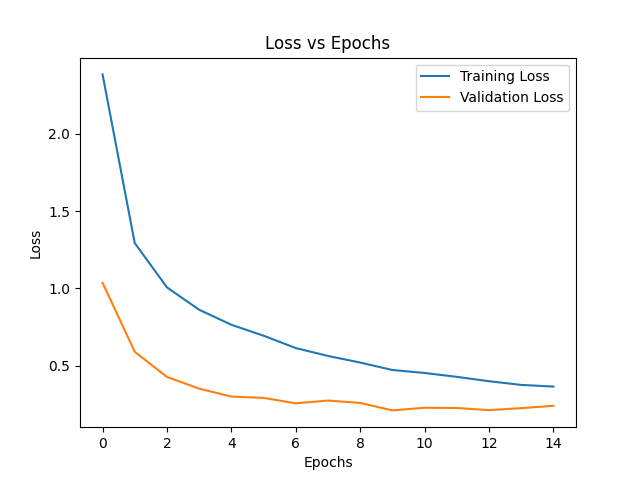 Loss vs Epochs
Training Loss
Validation Loss
2.0
1.5
1.0
0.5
Loss
0 2 4 6 8 10 12 14
Epochs